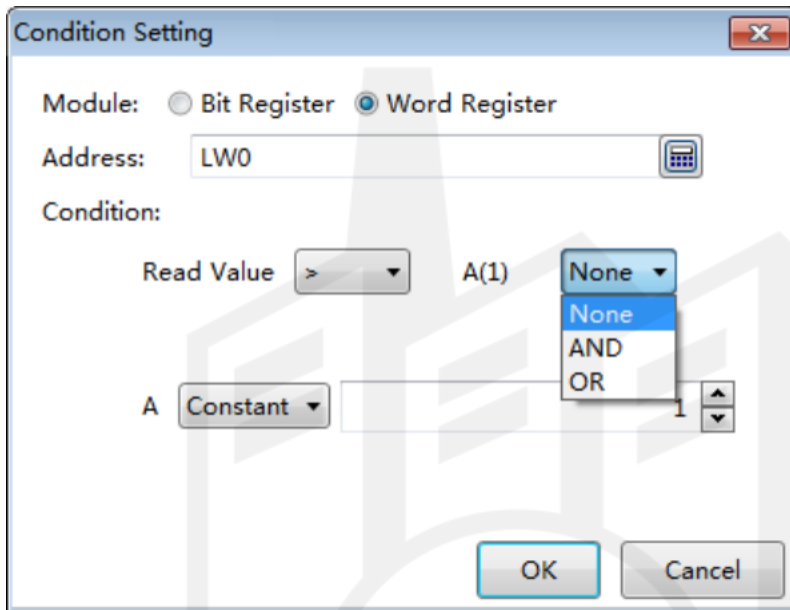 Condition Setting
Module: Bit Register Word Register
Address: LW0
Condition:
Read Value > A(1) None
None
AND
OR
A Constant 1
OK Cancel